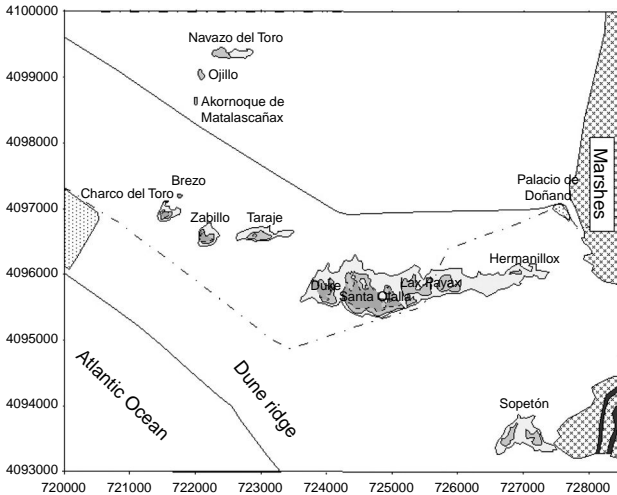 4100000
Navazo del Toro
4099000
Ojillo
Akornoque de
Matalascañax
4098000
Marshes
Palacio de
Doñand
Brezo
Charco del Toro
4097000
Zabillo
Taraje
Hermanillox
4096000
Duke
Santa Olalla
Lax Payax
4095000
Atlantic Ocean
Dune ridge
4094000
Sopetón
4093000
720000 721000 722000 723000 724000 725000 726000 727000 728000